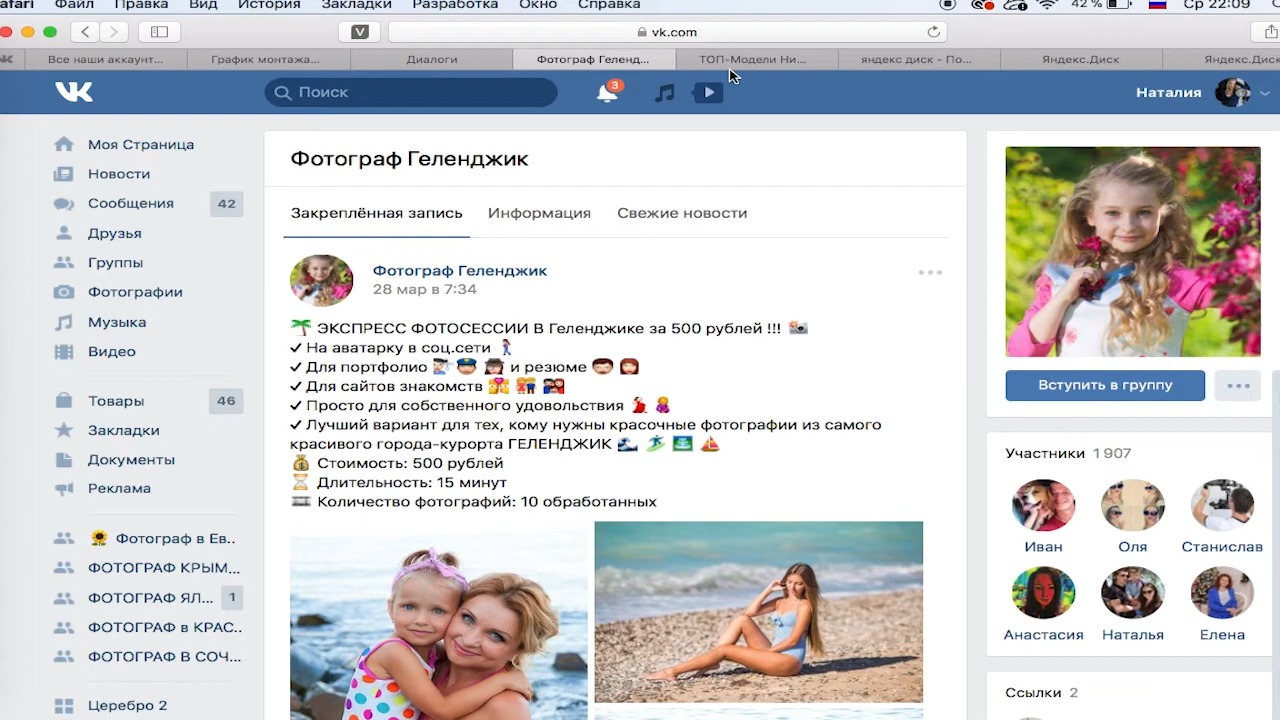 afari Файл Правка Вид История Закладки Разработка Окно Справка 42 % Ср 22:09
V vk.com
Все наши аккаунт... График монтажа... Диалоги Фотограф Геленд... ТОП-Модели Ни... яндекс диск - По... Яндекс.Диск Яндекс.Диск
Поиск 3 Наталия
Моя Страница
Новости
Сообщения 42
Друзья
Группы
Фотографии
Музыка
Видео
Товары 46
Закладки
Документы
Реклама
Фотограф в Ев..
ФОТОГРАФ КРЫМ...
ФОТОГРАФ ЯЛ... 1
ФОТОГРАФ в КРАС..
ФОТОГРАФ В СОЧ...
Церебро 2
Фотограф Геленджик
Закреплённая запись Информация Свежие новости
Фотограф Геленджик
28 мар в 7:34
🌴 ЭКСПРЕСС ФОТОСЕССИИ В Геленджике за 500 рублей !!! 📸
✔ На аватарку в соц.сети
✔ Для портфолио и резюме
✔ Для сайтов знакомств
✔ Просто для собственного удовольствия
✔ Лучший вариант для тех, кому нужны красочные фотографии из самого
красивого города-курорта ГЕЛЕНДЖИК
Стоимость: 500 рублей
Длительность: 15 минут
Количество фотографий: 10 обработанных
Вступить в группу
Участники 1 907
Иван Оля Станислав
Анастасия Наталья Елена
Ссылки 2